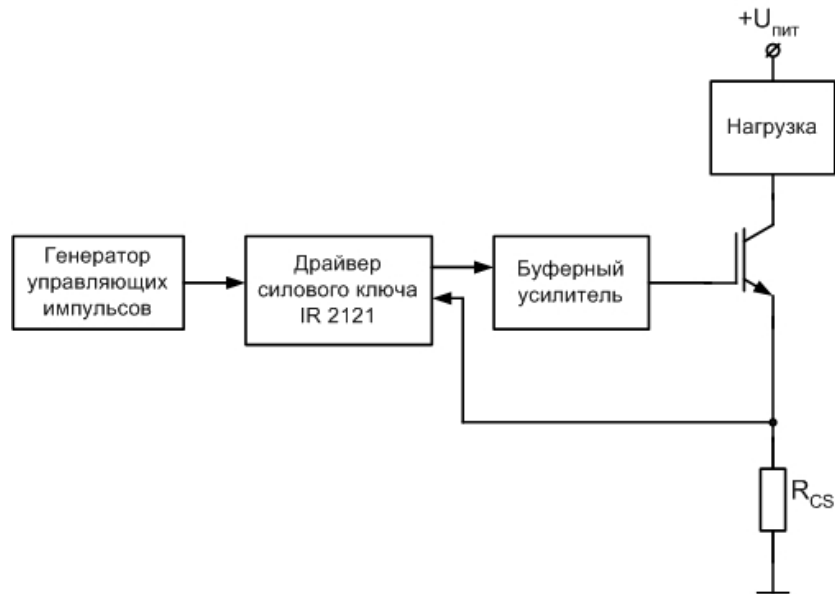 +Uпит
Нагрузка
Генератор
управляющих
импульсов
Драйвер
силового ключа
IR 2121
Буферный
усилитель
RCS